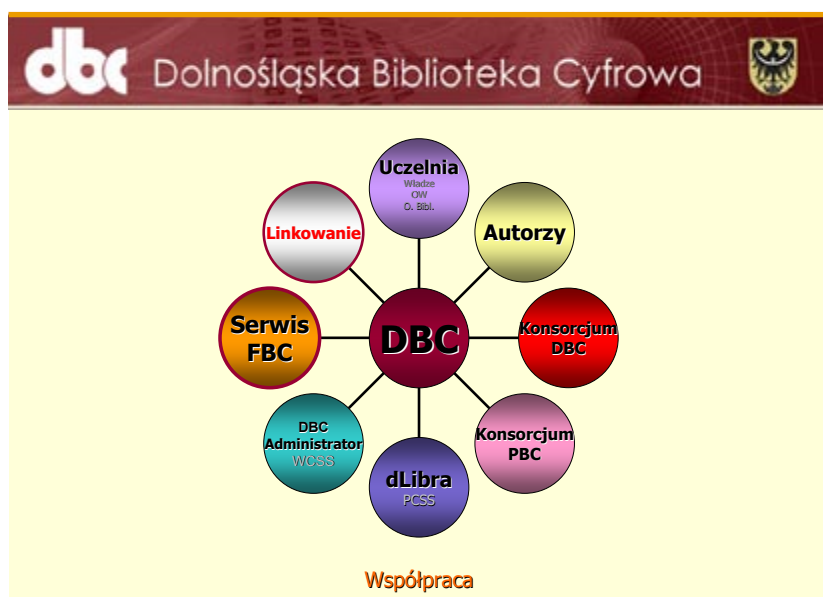 dbc Dolnośląska Biblioteka Cyfrowa
Uczelnia
Władze
OW
O. Bibl.
Linkowanie
Autorzy
Serwis
FBC
DBC
Konsorcjum
DBC
DBC
Administrator
WCSS
Konsorcjum
PBC
dLibra
PCSS
Współpraca